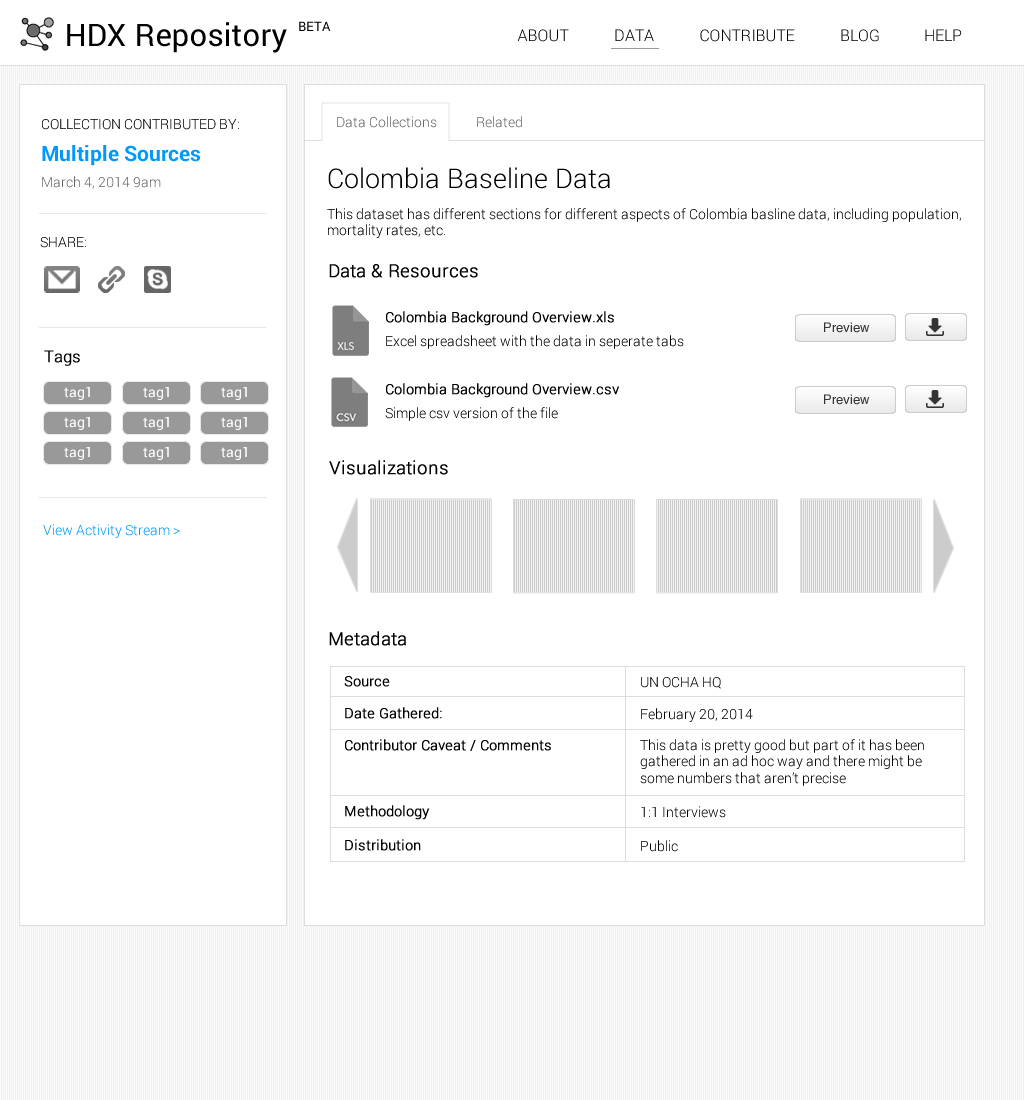 HDX Repository BETA
ABOUT DATA CONTRIBUTE BLOG HELP
COLLECTION CONTRIBUTED BY:
Multiple Sources
March 4, 2014 9am
SHARE:
Tags
tag1 tag1 tag1
tag1 tag1 tag1
tag1 tag1 tag1
View Activity Stream >
Data Collections Related
Colombia Baseline Data
This dataset has different sections for different aspects of Colombia basline data, including population,
mortality rates, etc.
Data & Resources
XLS
Colombia Background Overview.xls
Excel spreadsheet with the data in seperate tabs
Preview
CSV
Colombia Background Overview.csv
Simple csv version of the file
Preview
Visualizations
Metadata
Source UN OCHA HQ
Date Gathered: February 20, 2014
Contributor Caveat / Comments This data is pretty good but part of it has been
gathered in an ad hoc way and there might be
some numbers that aren't precise
Methodology 1:1 Interviews
Distribution Public